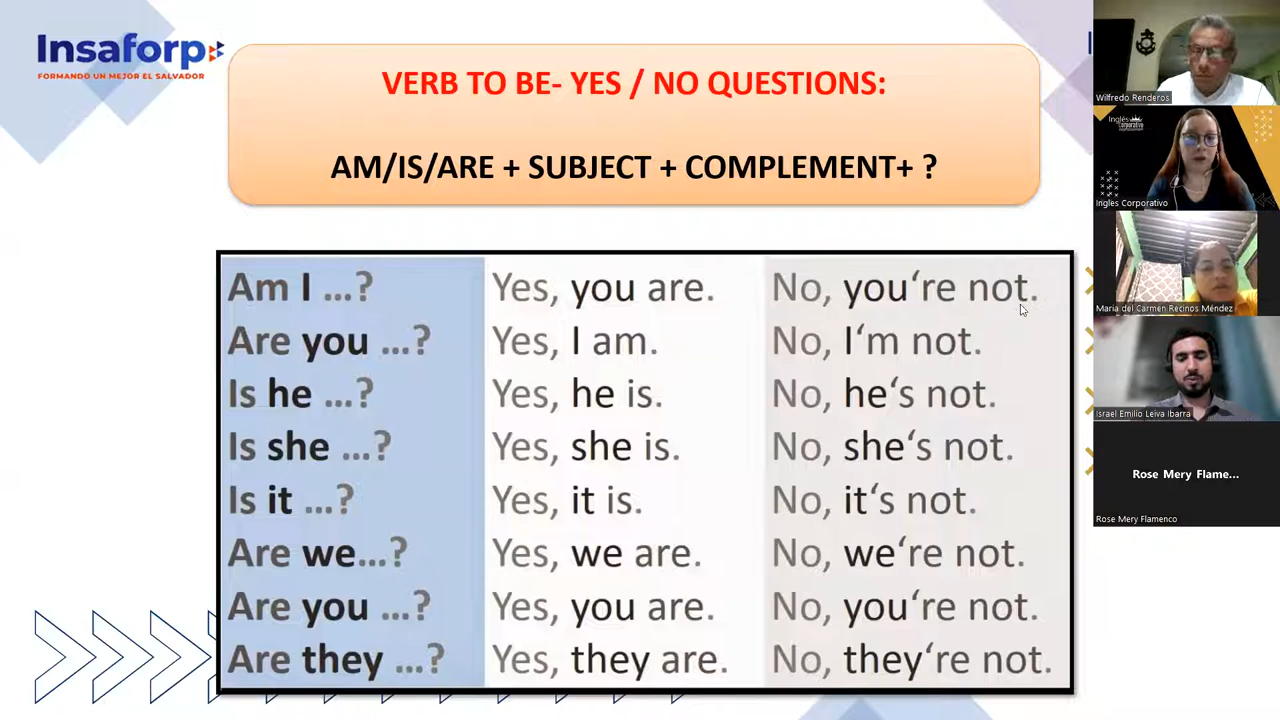 Insaforp
FORMANDO UN MEJOR EL SALVADOR
VERB TO BE- YES / NO QUESTIONS:
AM/IS/ARE + SUBJECT + COMPLEMENT+ ?
Am I ...? Yes, you are. No, you‘re not.
Are you ...? Yes, I am. No, I‘m not.
Is he ...? Yes, he is. No, he‘s not.
Is she ...? Yes, she is. No, she‘s not.
Is it ...? Yes, it is. No, it‘s not.
Are we...? Yes, we are. No, we‘re not.
Are you ...? Yes, you are. No, you‘re not.
Are they ...? Yes, they are. No, they‘re not.
Wilfredo Renderos
Inglés
Corporativo
Ingles Corporativo
Maria del Carmen Recinos Méndez
Israel Emilio Leiva Ibarra
Rose Mery Flame...
Rose Mery Flamenco